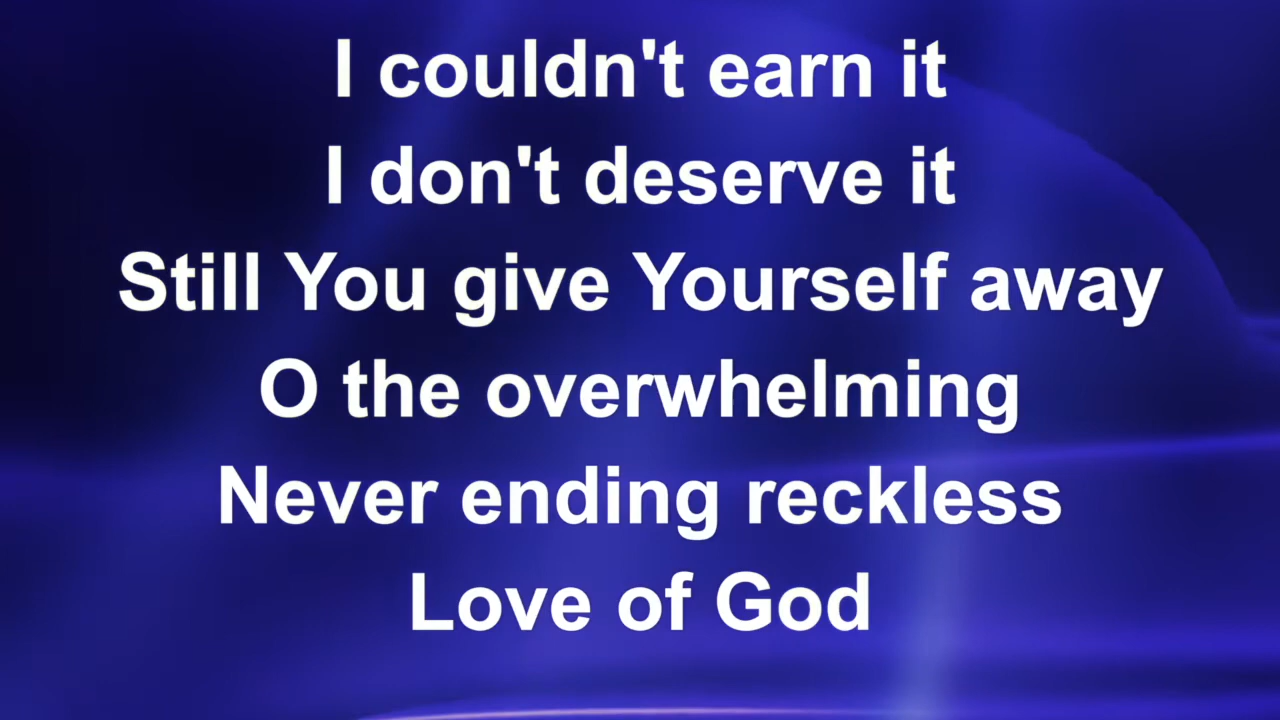 I couldn't earn it
I don't deserve it
Still You give Yourself away
O the overwhelming
Never ending reckless
Love of God